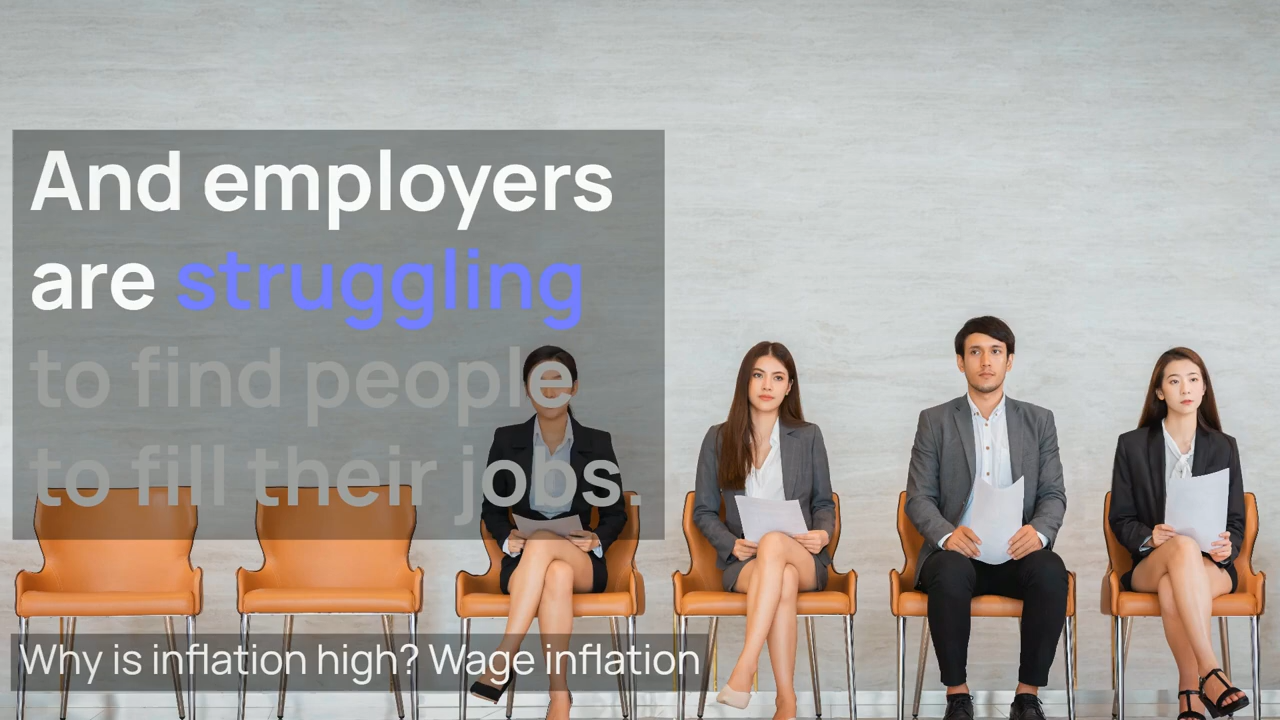 And employers
are struggling
to find people
to fill their jobs.
Why is inflation high? Wage inflation